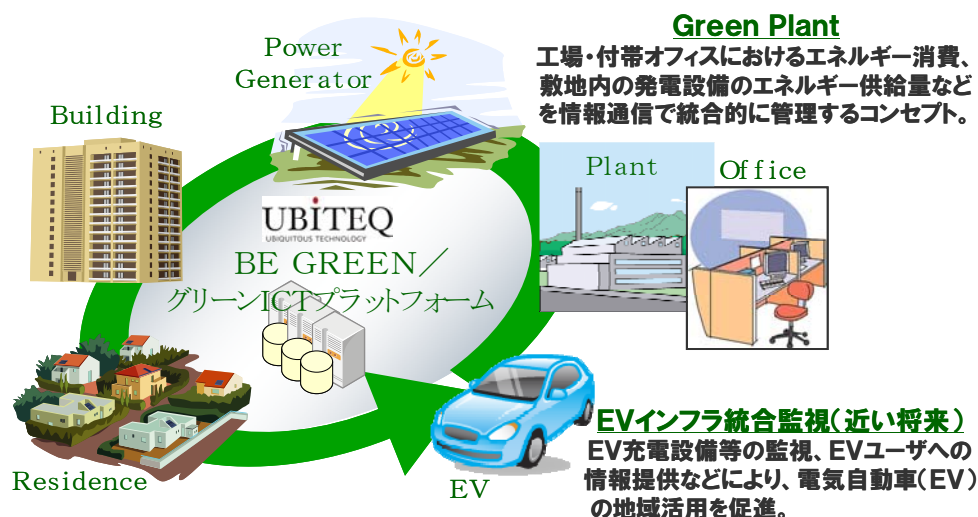 Green Plant
工場・付帯オフィスにおけるエネルギー消費、
敷地内の発電設備のエネルギー供給量など
を情報通信で統合的に管理するコンセプト。
Power
Generator
Building
Plant
Office
UBiTEQ
UBIQUITOUS TECHNOLOGY
BE GREEN／
グリーンICTプラットフォーム
Residence
EV
EVインフラ統合監視（近い将来）
EV充電設備等の監視、EVユーザへの
情報提供などにより、電気自動車（EV）
の地域活用を促進。